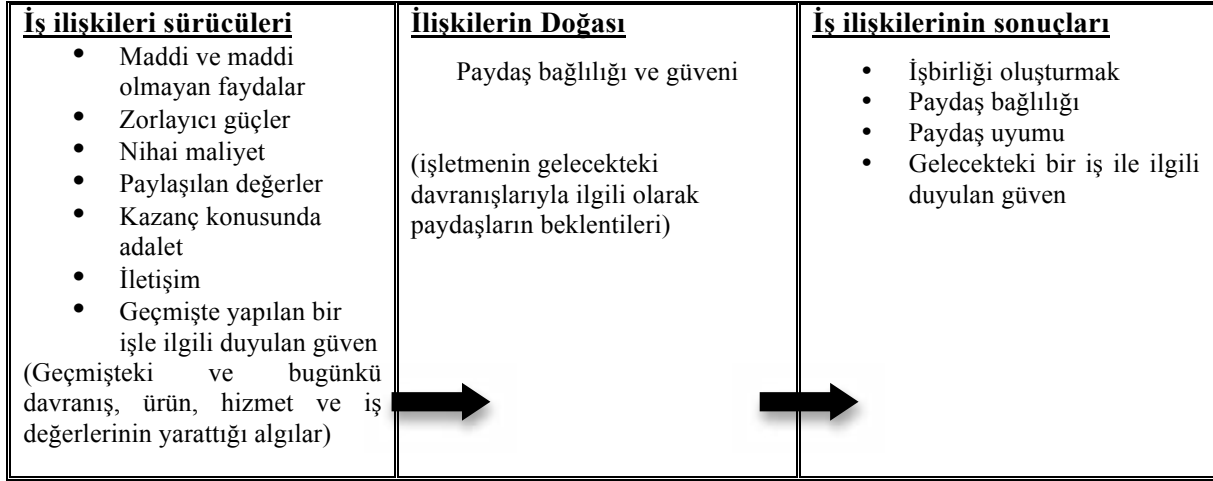 İş ilişkileri sürücüleri
• Maddi ve maddi
olmayan faydalar
• Zorlayıcı güçler
• Nihai maliyet
• Paylaşılan değerler
• Kazanç konusunda
adalet
• İletişim
• Geçmişte yapılan bir
işle ilgili duyulan güven
(Geçmişteki ve bugünkü
davranış, ürün, hizmet ve iş
değerlerinin yarattığı algılar)
İlişkilerin Doğası
Paydaş bağlılığı ve güveni
(işletmenin gelecekteki
davranışlarıyla ilgili olarak
paydaşların beklentileri)
İş ilişkilerinin sonuçları
• İşbirliği oluşturmak
• Paydaş bağlılığı
• Paydaş uyumu
• Gelecekteki bir iş ile ilgili
duyulan güven